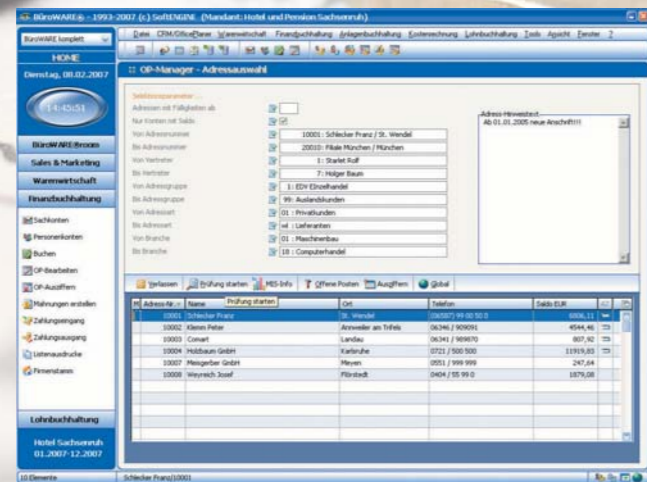 BüroWARE® - 1993-2007 (c) SoftENGINE (Mandant: Hotel und Pension Sachsenruh)
BüroWARE komplett
Datei CRM/OfficePlaner Warenwirtschaft Finanzbuchhaltung Anlagenbuchhaltung Kostenrechnung Lohnbuchhaltung Tools Ansicht Fenster ?
HOME
Dienstag, 08.02.2007
14:45:51
BüroWARE®room
Sales & Marketing
Warenwirtschaft
Finanzbuchhaltung
Sachkonten
Personenkonten
Buchen
OP-Bearbeiten
OP-Ausziffern
Mahnungen erstellen
Zahlungseingang
Zahlungsausgang
Listenausdrucke
Firmenstamm
Lohnbuchhaltung
Hotel Sachsenruh
01.2007-12.2007
OP-Manager - Adressauswahl
Selektionsparameter ...
Adressen mit Fälligkeiten ab
Nur Konten mit Saldo
Von Adressnummer 10001: Schlecker Franz / St. Wendel
Bis Adressnummer 20010: Filiale München / München
Von Vertreter 1: Starlet Rolf
Bis Vertreter 7: Holger Baum
Von Adressgruppe 1: EDV EInzelhandel
Bis Adressgruppe 99: Auslandskunden
Von Adressart 01 : Privatkunden
Bis Adressart wl : Lieferanten
Von Branche 01 : Maschinenbau
Bis Branche 18 : Computerhandel
Adress-Hinweistext
Ab 01.01.2005 neue Anschrift!!!
Verlassen Prüfung starten MIS-Info Offene Posten Ausziffern Global
M Adress-Nr. Name Ort Telefon Saldo EUR
Prüfung starten
10001 Schlecker Franz St. Wendel (06587) 99 00 50 0 6806,11
10002 Klemm Peter Annweiler am Trifels 06346 / 909091 4544,46
10003 Comart Landau 06341 / 989870 807,92
10004 Holzbaum GmbH Karlsruhe 0721 / 500 500 11919,83
10007 Meisgerber GmbH Meyen 0551 / 999 999 247,64
10008 Weyreich Josef Flörstedt 0404 / 55 99 0 1879,08
10 Elemente
Schlecker Franz/10001